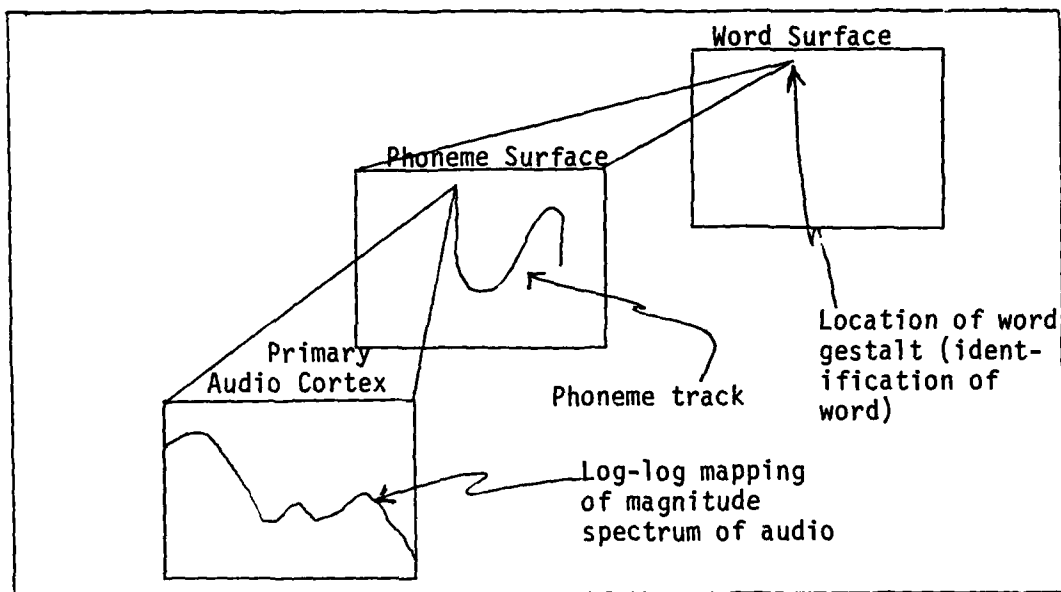 Word Surface
Phoneme Surface
Primary
Audio Cortex
Phoneme track
Location of word
gestalt (ident-
ification of
word)
Log-log mapping
of magnitude
spectrum of audio